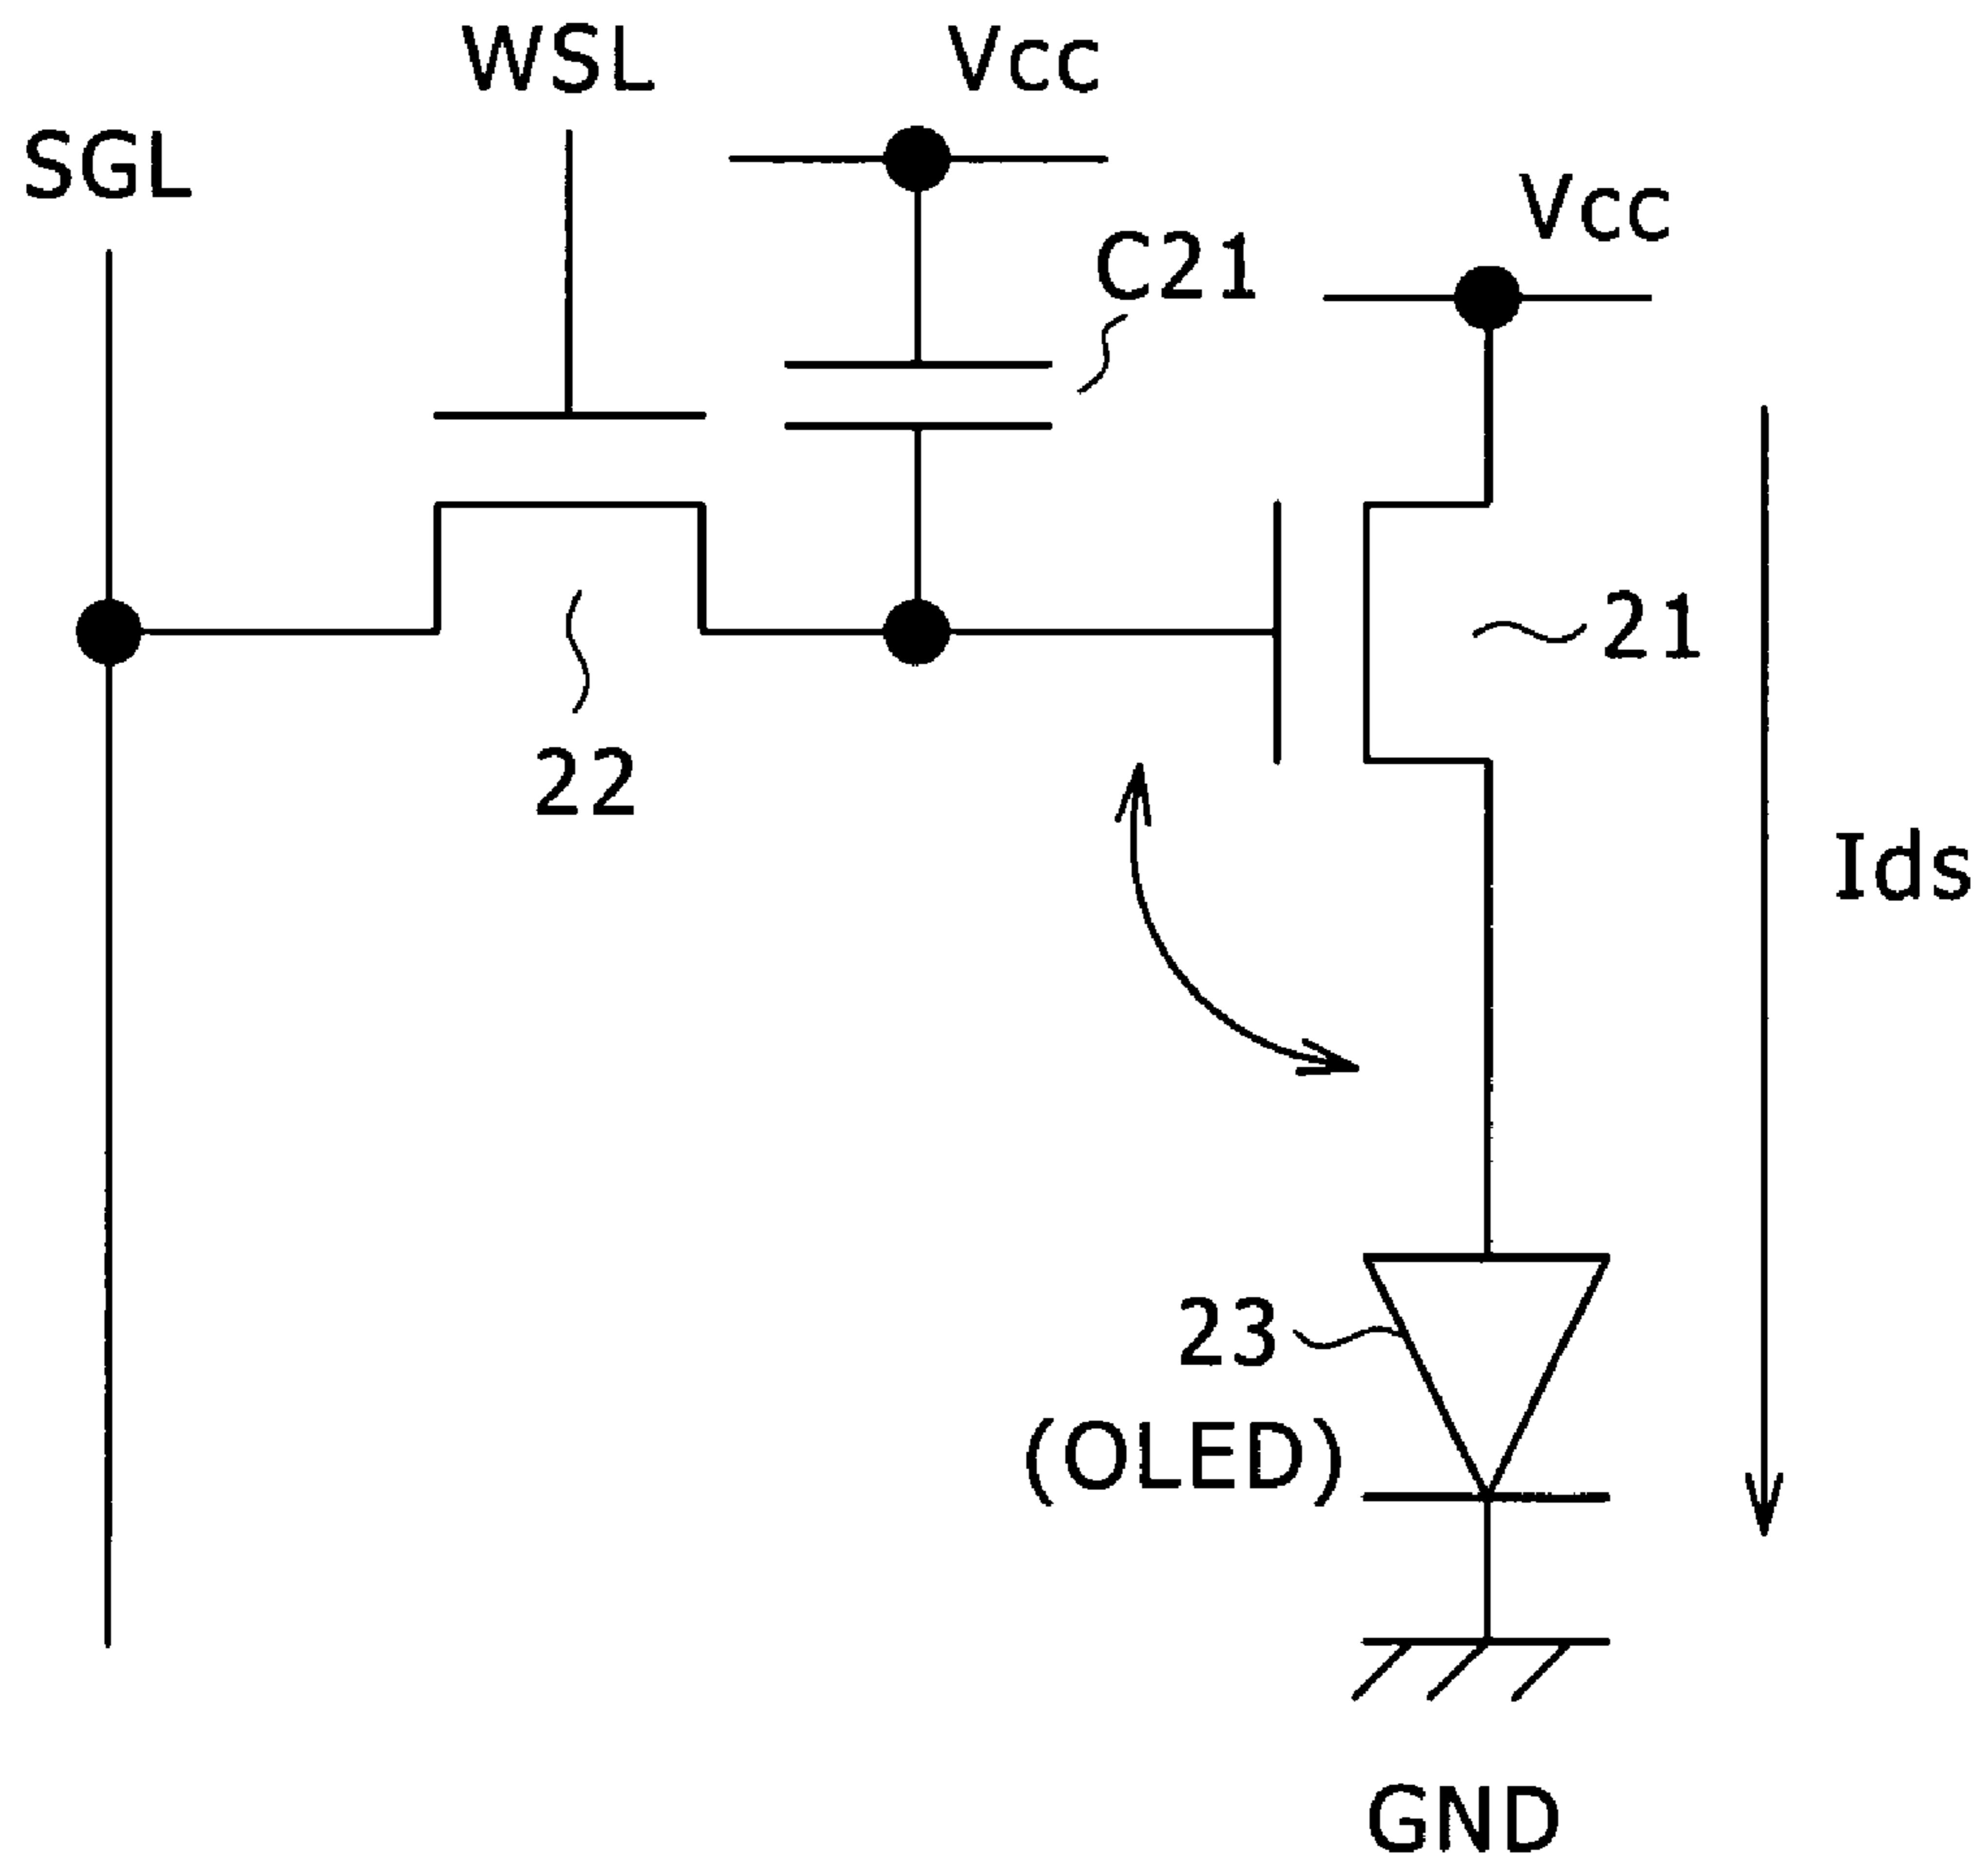 WSL
Vcc
SGL
Vcc
C21
21
22
Ids
23
(OLED)
GND